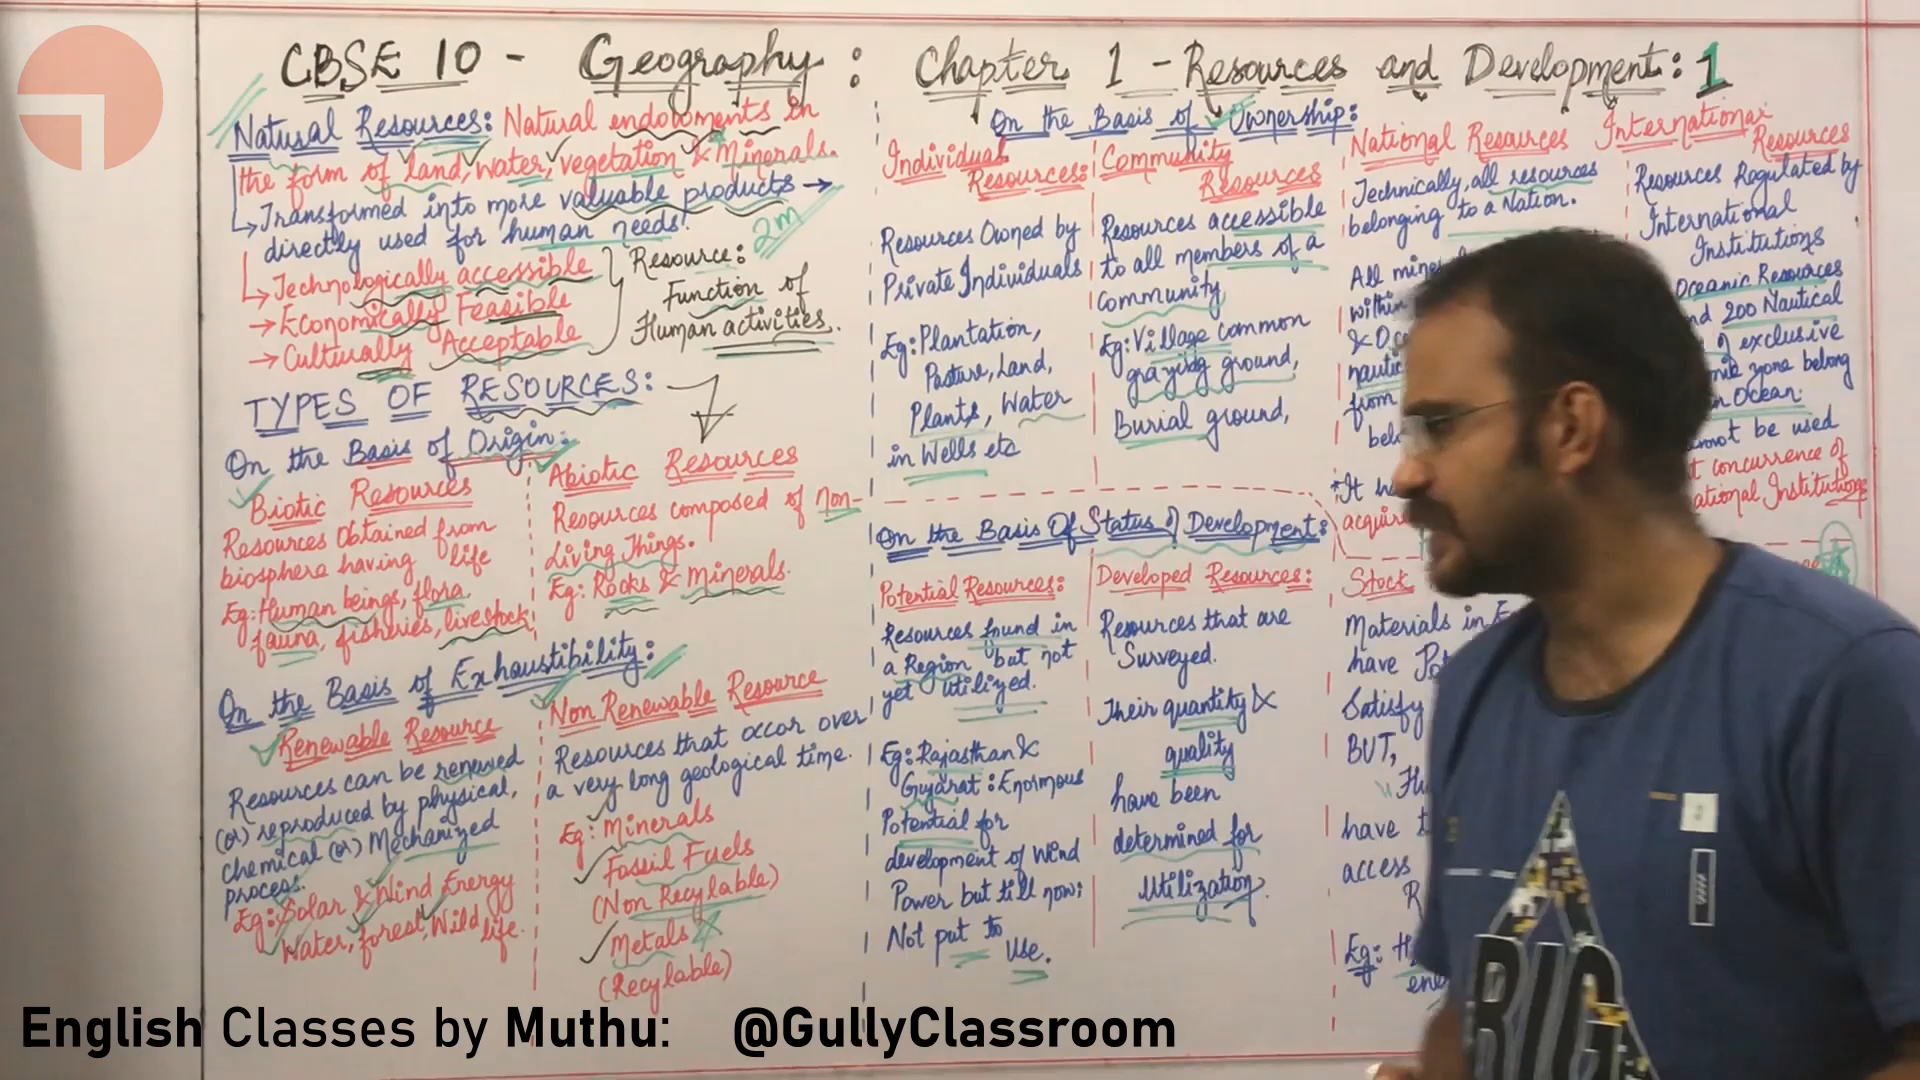 CBSE 10 - Geography: Chapter 1 - Resources and Development: 1
Natural Resources: Natural endowments in
the form of land, water, vegetation & Minerals.
Transformed into more valuable products →
directly used for human needs!
2m
→ Technologically accessible
→ Economically Feasible
→ Culturally Acceptable
Resource:
Function of
Human activities.
TYPES OF RESOURCES:
On the Basis of Origin:
Biotic Resources
Resources Obtained from
biosphere having life
Eg: Human beings, flora,
fauna, fisheries, livestock
Abiotic Resources
Resources composed of non-
Living Things.
Eg: Rocks & Minerals.
On the Basis of Exhaustibility:
Renewable Resource
Resources can be renewed
(or) reproduced by physical,
chemical (or) Mechanized
process.
Eg: Solar & Wind Energy
Water, forest, Wild life.
Non Renewable Resource
Resources that occor over
a very long geological time.
Eg: Minerals
Fossil Fuels
(Non Recylable)
Metals
(Recylable)
On the Basis of Ownership:
Individual
Resources:
Resources Owned by
Private Individuals
Eg: Plantation,
Pasture, Land,
Plants, Water
in Wells etc
Community
Resources
Resources accessible
to all members of a
Community
Eg: Village common
grazing ground,
Burial ground,
National Resources
Technically, all resources
belonging to a Nation.
All
within
&
from
*It
International
Resources
Resources Regulated by
International
Institutions
Oceanic Resources
200 Nautical
of exclusive
zone belong
Ocean.
be used
concurrence of
Institutions
On the Basis Of Status of Development:
Potential Resources:
Resources found in
a Region but not
yet utilized.
Eg: Rajasthan &
Gujarat: Enormous
Potential for
development of Wind
Power but till now;
Not put to
Use.
Developed Resources:
Resources that are
Surveyed.
Their quantity &
quality
have been
determined for
Utilization.
Stock
Materials in
have
Satisfy
BUT,
have
access
Eg:
BIG
English Classes by Muthu: @GullyClassroom